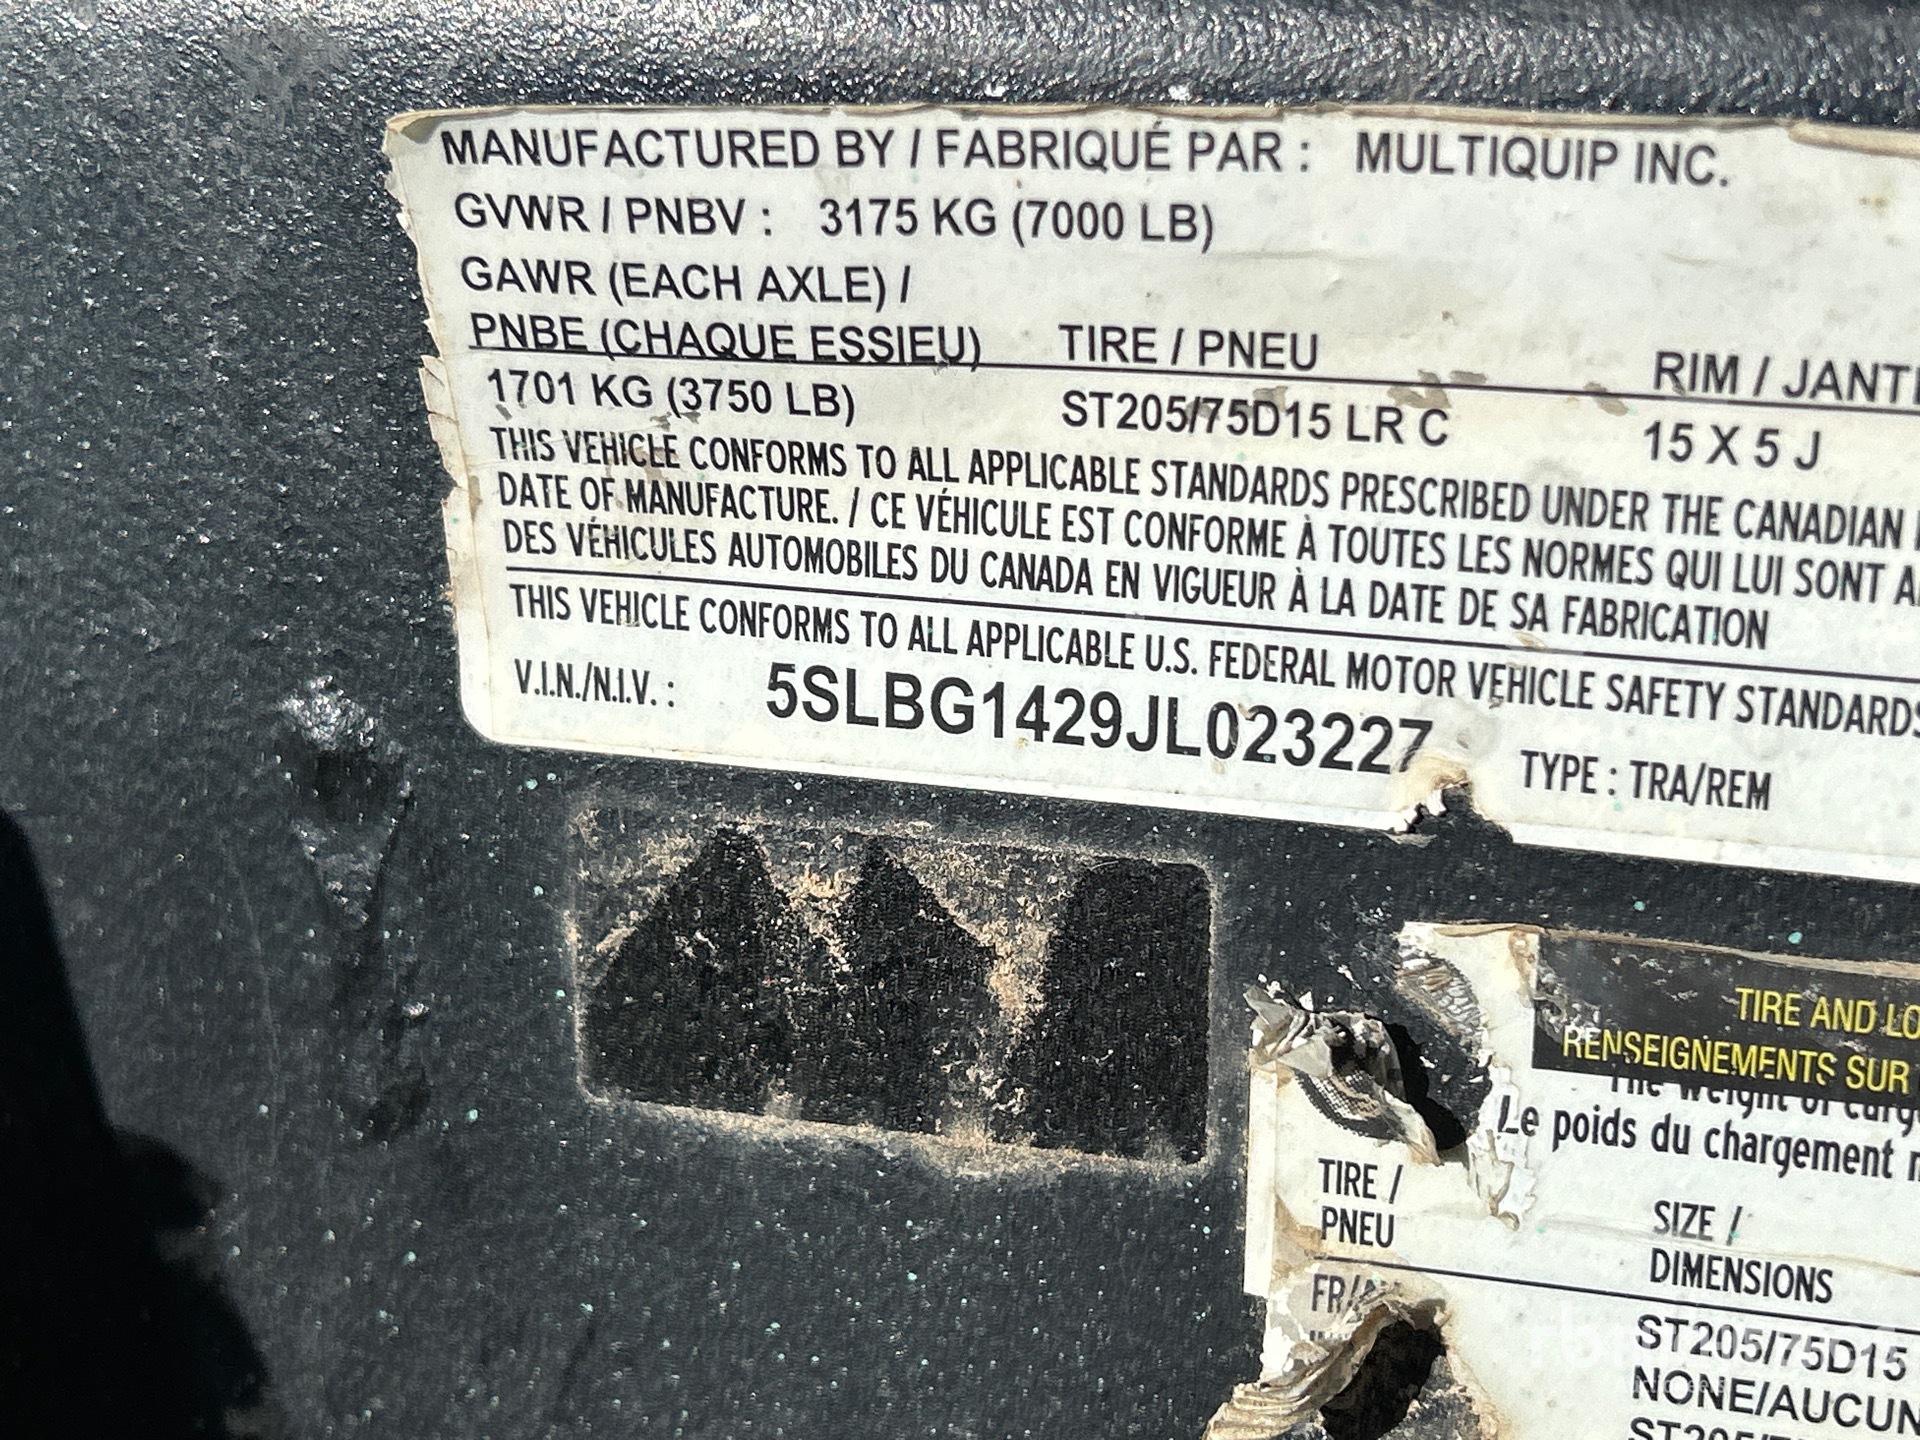 MANUFACTURED BY / FABRIQUÉ PAR : MULTIQUIP INC.
GVWR / PNBV : 3175 KG (7000 LB)
GAWR (EACH AXLE) /
PNBE (CHAQUE ESSIEU) TIRE / PNEU RIM / JANT
1701 KG (3750 LB) ST205/75D15 LR C 15 X 5 J
THIS VEHICLE CONFORMS TO ALL APPLICABLE STANDARDS PRESCRIBED UNDER THE CANADIAN
DATE OF MANUFACTURE. / CE VÉHICULE EST CONFORME À TOUTES LES NORMES QUI LUI SONT
DES VÉHICULES AUTOMOBILES DU CANADA EN VIGUEUR À LA DATE DE SA FABRICATION
THIS VEHICLE CONFORMS TO ALL APPLICABLE U.S. FEDERAL MOTOR VEHICLE SAFETY STANDARDS
V.I.N./N.I.V. : 5SLBG1429JL023227 TYPE : TRA/REM
TIRE AND LO
RENSEIGNEMENTS SUR
The weight of carg
Le poids du chargement
TIRE / SIZE /
PNEU DIMENSIONS
FR/
ST205/75D15
NONE/AUCUN